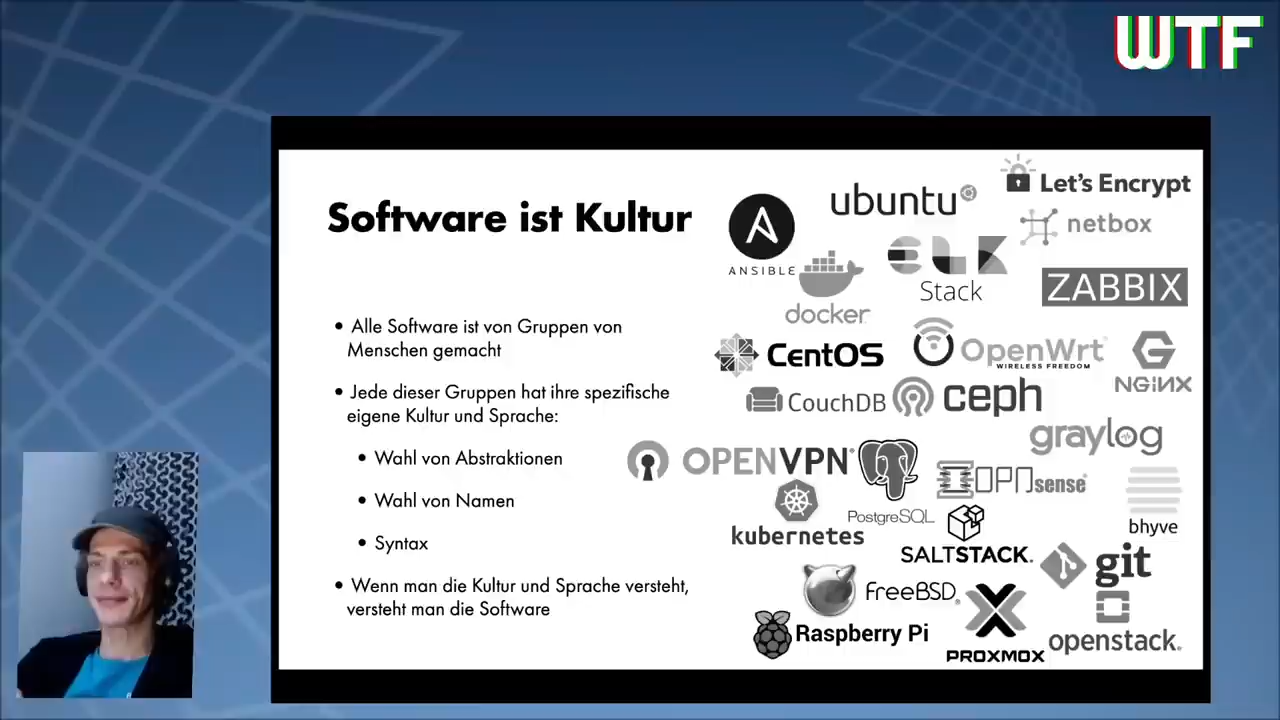 WTF
Software ist Kultur
• Alle Software ist von Gruppen von
Menschen gemacht
• Jede dieser Gruppen hat ihre spezifische
eigene Kultur und Sprache:
• Wahl von Abstraktionen
• Wahl von Namen
• Syntax
• Wenn man die Kultur und Sprache versteht,
versteht man die Software
Let's Encrypt
ubuntu
netbox
ANSIBLE
ELK
Stack
ZABBIX
docker
CentOS
OpenWrt
WIRELESS FREEDOM
NGiNX
CouchDB
ceph
graylog
OPENVPN
OPNsense
PostgreSQL
kubernetes
bhyve
SALTSTACK
git
FreeBSD
Raspberry Pi
PROXMOX
openstack